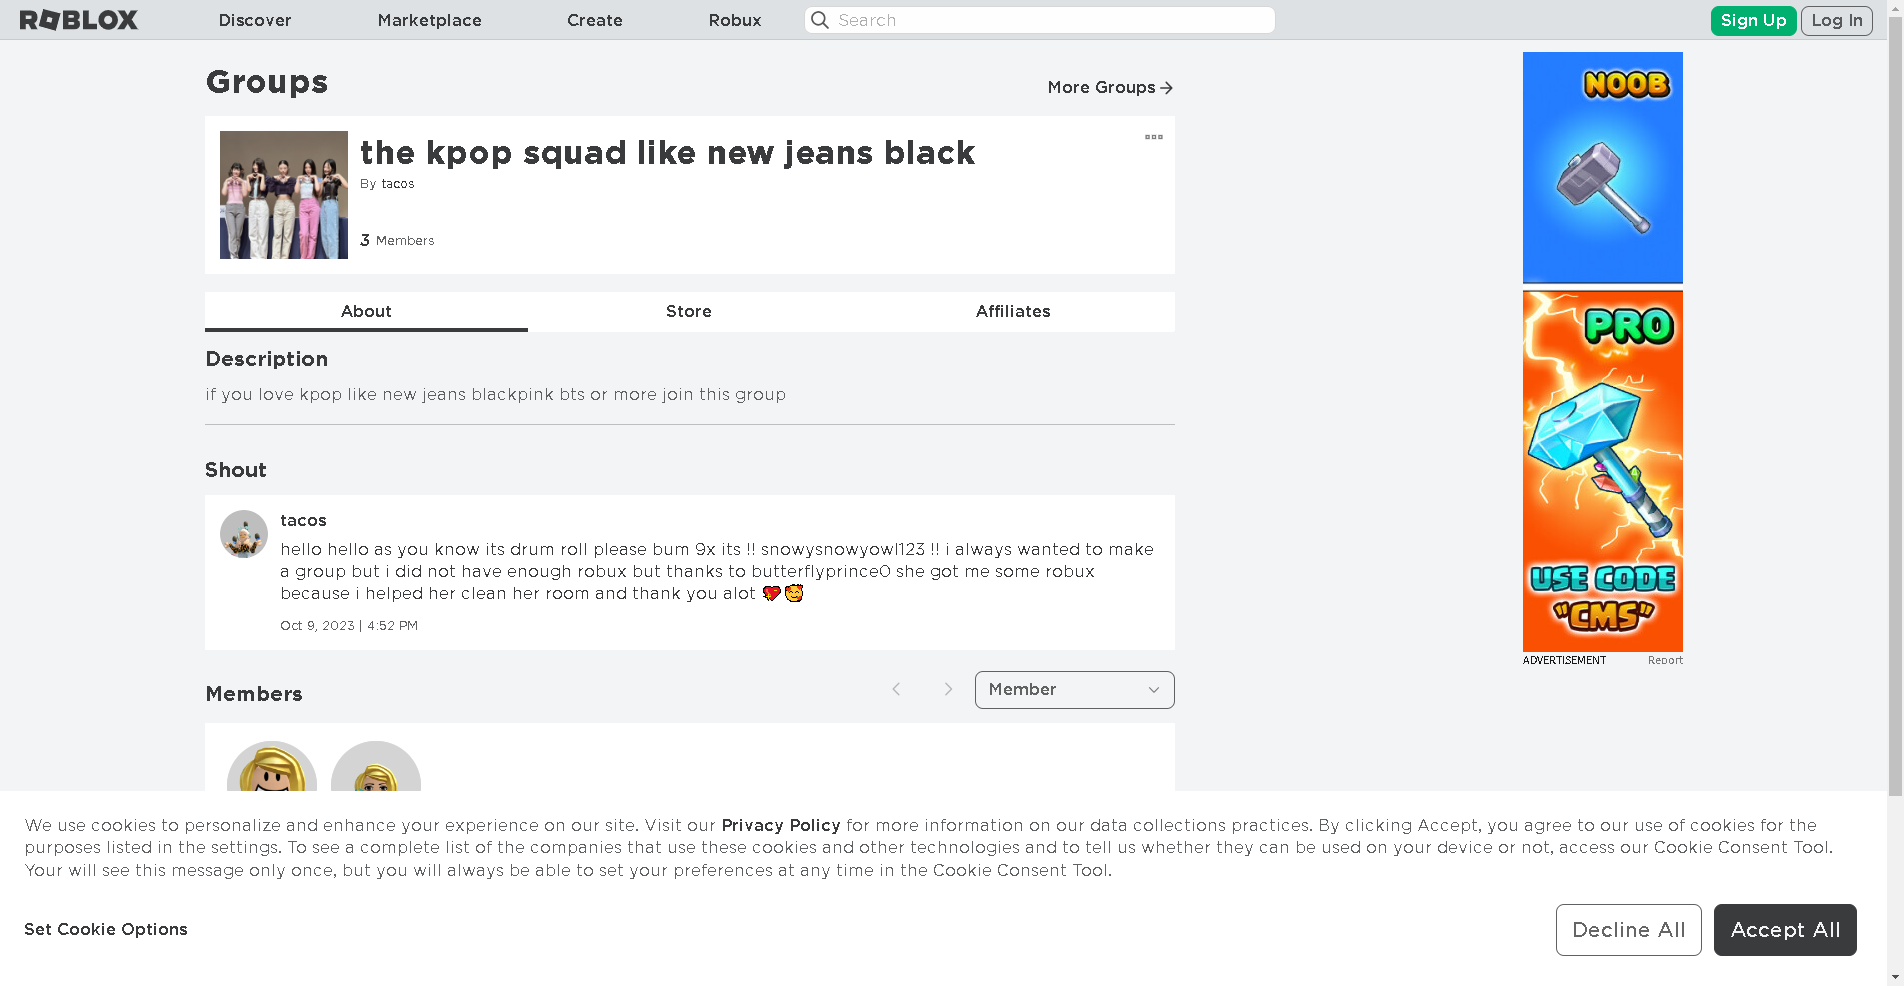 ROBLOX
Discover
Marketplace
Create
Robux
Search
Sign Up
Log In
Groups
More Groups
the kpop squad like new jeans black
By tacos
3 Members
About
Store
Affiliates
Description
if you love kpop like new jeans blackpink bts or more join this group
Shout
tacos
hello hello as you know its drum roll please bum 9x its !! snowysnowyowl123 !! i always wanted to make
a group but i did not have enough robux but thanks to butterflyprince0 she got me some robux
because i helped her clean her room and thank you alot 💘🥰
Oct 9, 2023 | 4:52 PM
Members
Member
NOOB
PRO
USE CODE
"CMS"
ADVERTISEMENT
Report
We use cookies to personalize and enhance your experience on our site. Visit our Privacy Policy for more information on our data collections practices. By clicking Accept, you agree to our use of cookies for the
purposes listed in the settings. To see a complete list of the companies that use these cookies and other technologies and to tell us whether they can be used on your device or not, access our Cookie Consent Tool.
Your will see this message only once, but you will always be able to set your preferences at any time in the Cookie Consent Tool.
Set Cookie Options
Decline All
Accept All